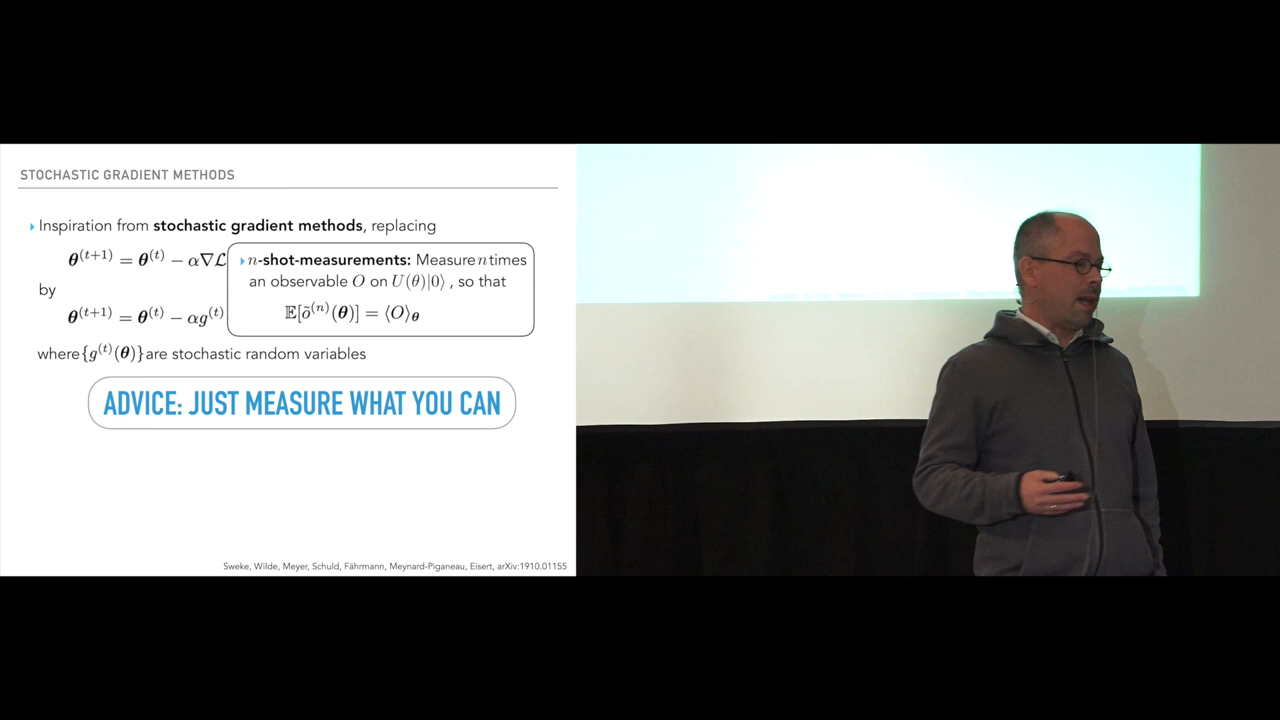 STOCHASTIC GRADIENT METHODS
Inspiration from stochastic gradient methods, replacing
θ^(t+1) = θ^(t) − α∇ℒ
by
θ^(t+1) = θ^(t) − αg^(t)
n-shot-measurements: Measure n times
an observable O on U(θ)|0⟩ , so that
𝔼[õ^(n)(θ)] = ⟨O⟩_θ
where {g^(t)(θ)} are stochastic random variables
ADVICE: JUST MEASURE WHAT YOU CAN
Sweke, Wilde, Meyer, Schuld, Fährmann, Meynard-Piganeau, Eisert, arXiv:1910.01155